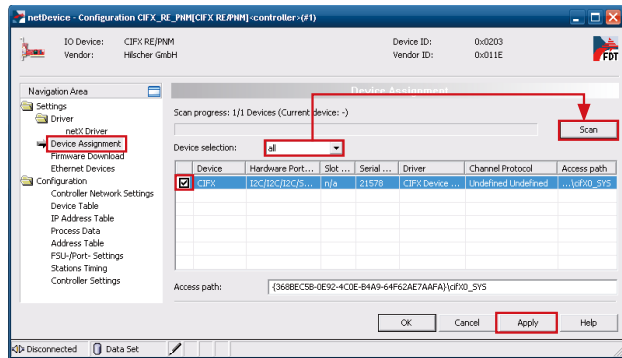 netDevice - Configuration CIFX_RE_PNM[CIFX RE/PNM]<controller>(#1)
IO Device: CIFX RE/PNM Device ID: 0x0203
Vendor: Hilscher GmbH Vendor ID: 0x011E
FDT
Navigation Area
Device Assignment
Settings
Driver
netX Driver
Device Assignment
Firmware Download
Ethernet Devices
Configuration
Controller Network Settings
Device Table
IP Address Table
Process Data
Address Table
FSU-/Port- Settings
Stations Timing
Controller Settings
Scan progress: 1/1 Devices (Current device: -)
Scan
Device selection: all
Device Hardware Port... Slot ... Serial ... Driver Channel Protocol Access path
CIFX I2C/I2C/I2C/S... n/a 21578 CIFX Device ... Undefined Undefined ...\cifX0_SYS
Access path: {368BEC5B-0E92-4C0E-B4A9-64F62AE7AAFA}\cifX0_SYS
OK Cancel Apply Help
Disconnected Data Set